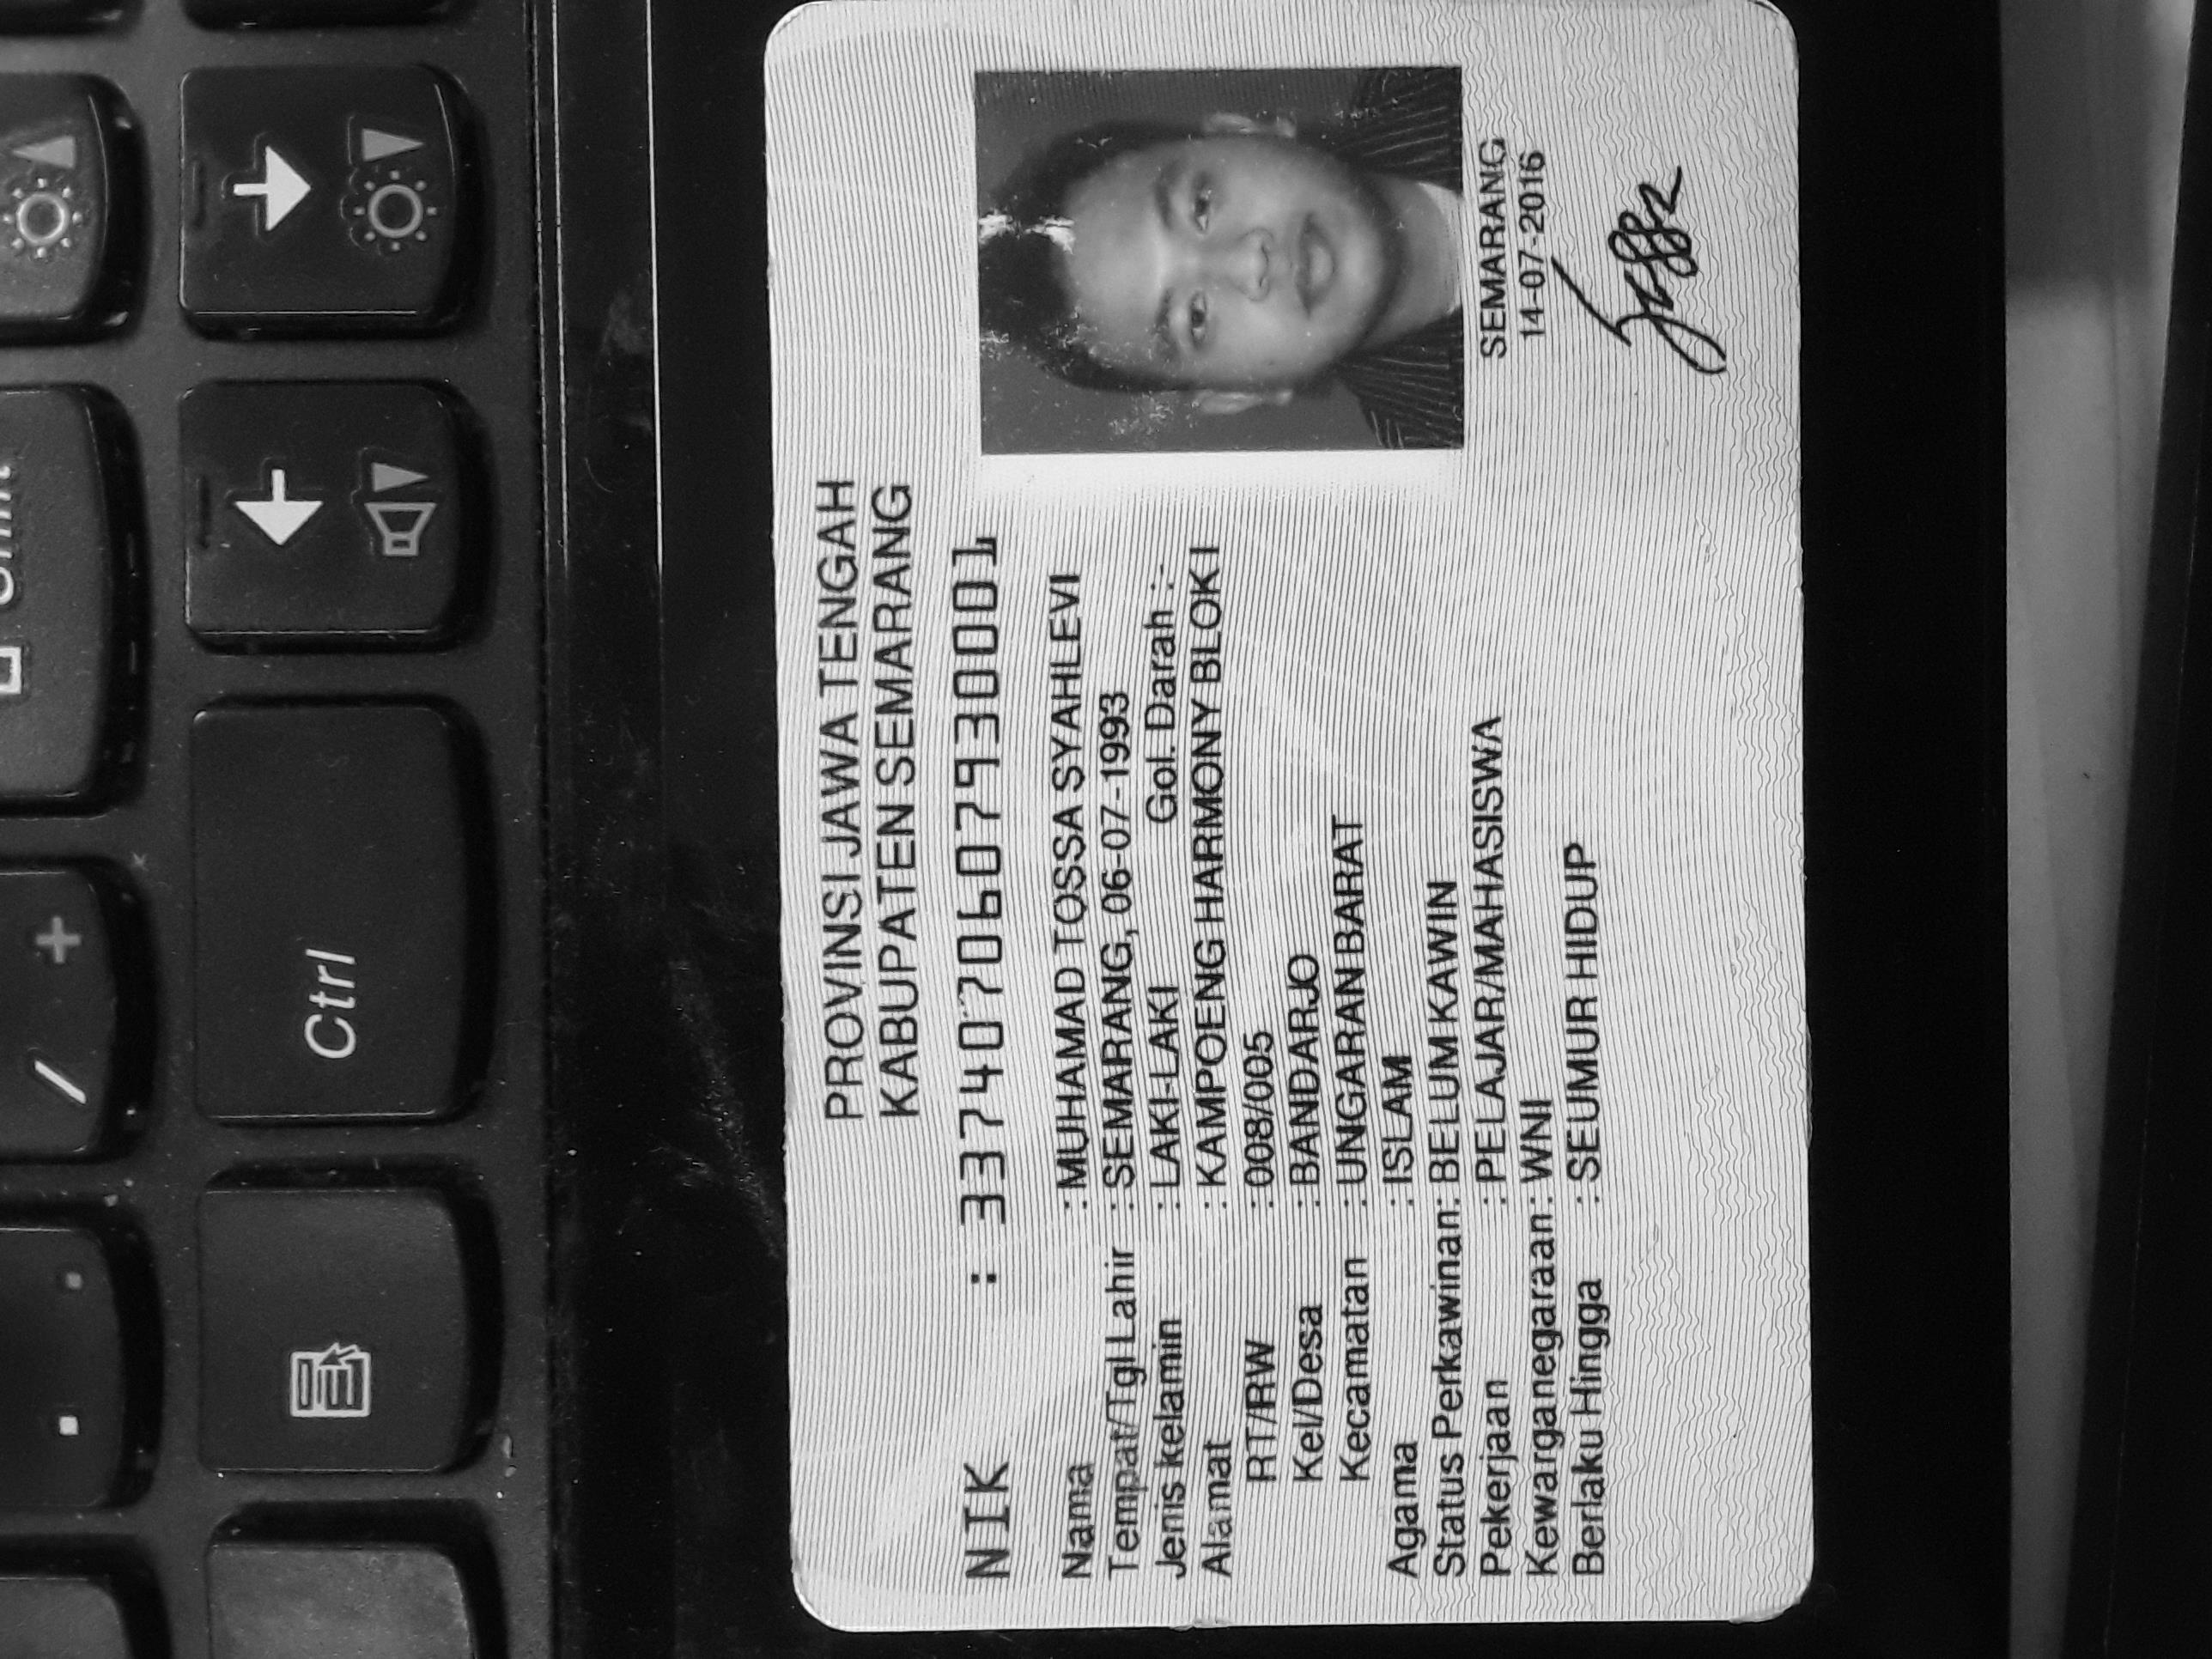 PROVINSI JAWA TENGAH
KABUPATEN SEMARANG
NIK : 3374070607930001
Nama : MUHAMAD TOSSA SYAHLEVI
Tempat/Tgl Lahir : SEMARANG, 06-07-1993
Jenis kelamin : LAKI-LAKI Gol. Darah : -
Alamat : KAMPOENG HARMONY BLOK I
RT/RW : 008/005
Kel/Desa : BANDARJO
Kecamatan : UNGARAN BARAT
Agama : ISLAM
Status Perkawinan: BELUM KAWIN
Pekerjaan : PELAJAR/MAHASISWA
Kewarganegaraan : WNI
Berlaku Hingga : SEUMUR HIDUP
SEMARANG
14-07-2016
Ctrl